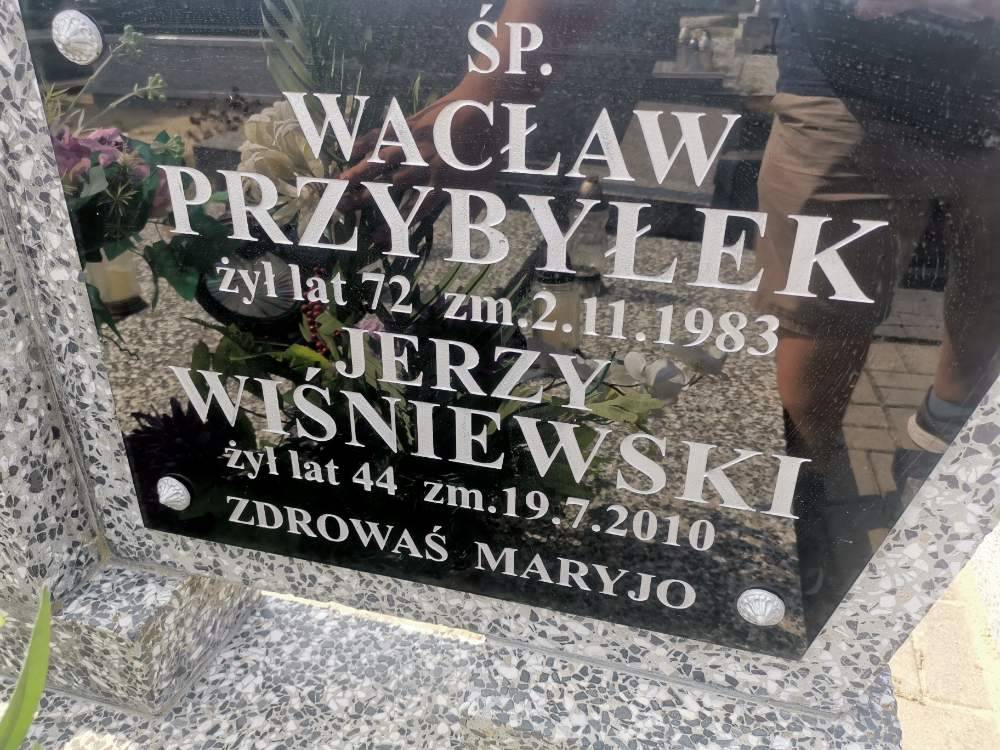 ŚP.
WACŁAW
PRZYBYŁEK
żył lat 72 zm.2.11.1983
JERZY
WIŚNIEWSKI
żył lat 44 zm.19.7.2010
ZDROWAŚ MARYJO